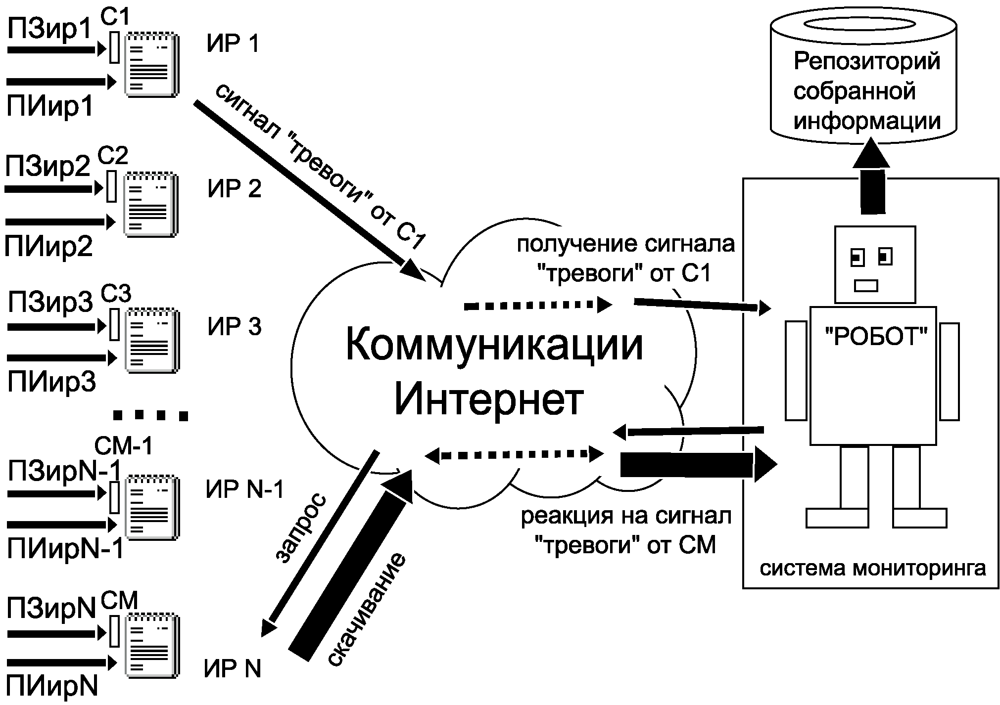 ПЗир1
С1
ИР 1
ПИир1
сигнал "тревоги" от С1
ПЗир2
С2
ИР 2
ПИир2
ПЗир3
С3
ИР 3
ПИир3
СМ-1
ПЗирN-1
ИР N-1
ПИирN-1
ПЗирN
СМ
ИР N
ПИирN
запрос
скачивание
получение сигнала
"тревоги" от С1
Коммуникации
Интернет
реакция на сигнал
"тревоги" от СМ
Репозиторий
собранной
информации
"РОБОТ"
система мониторинга